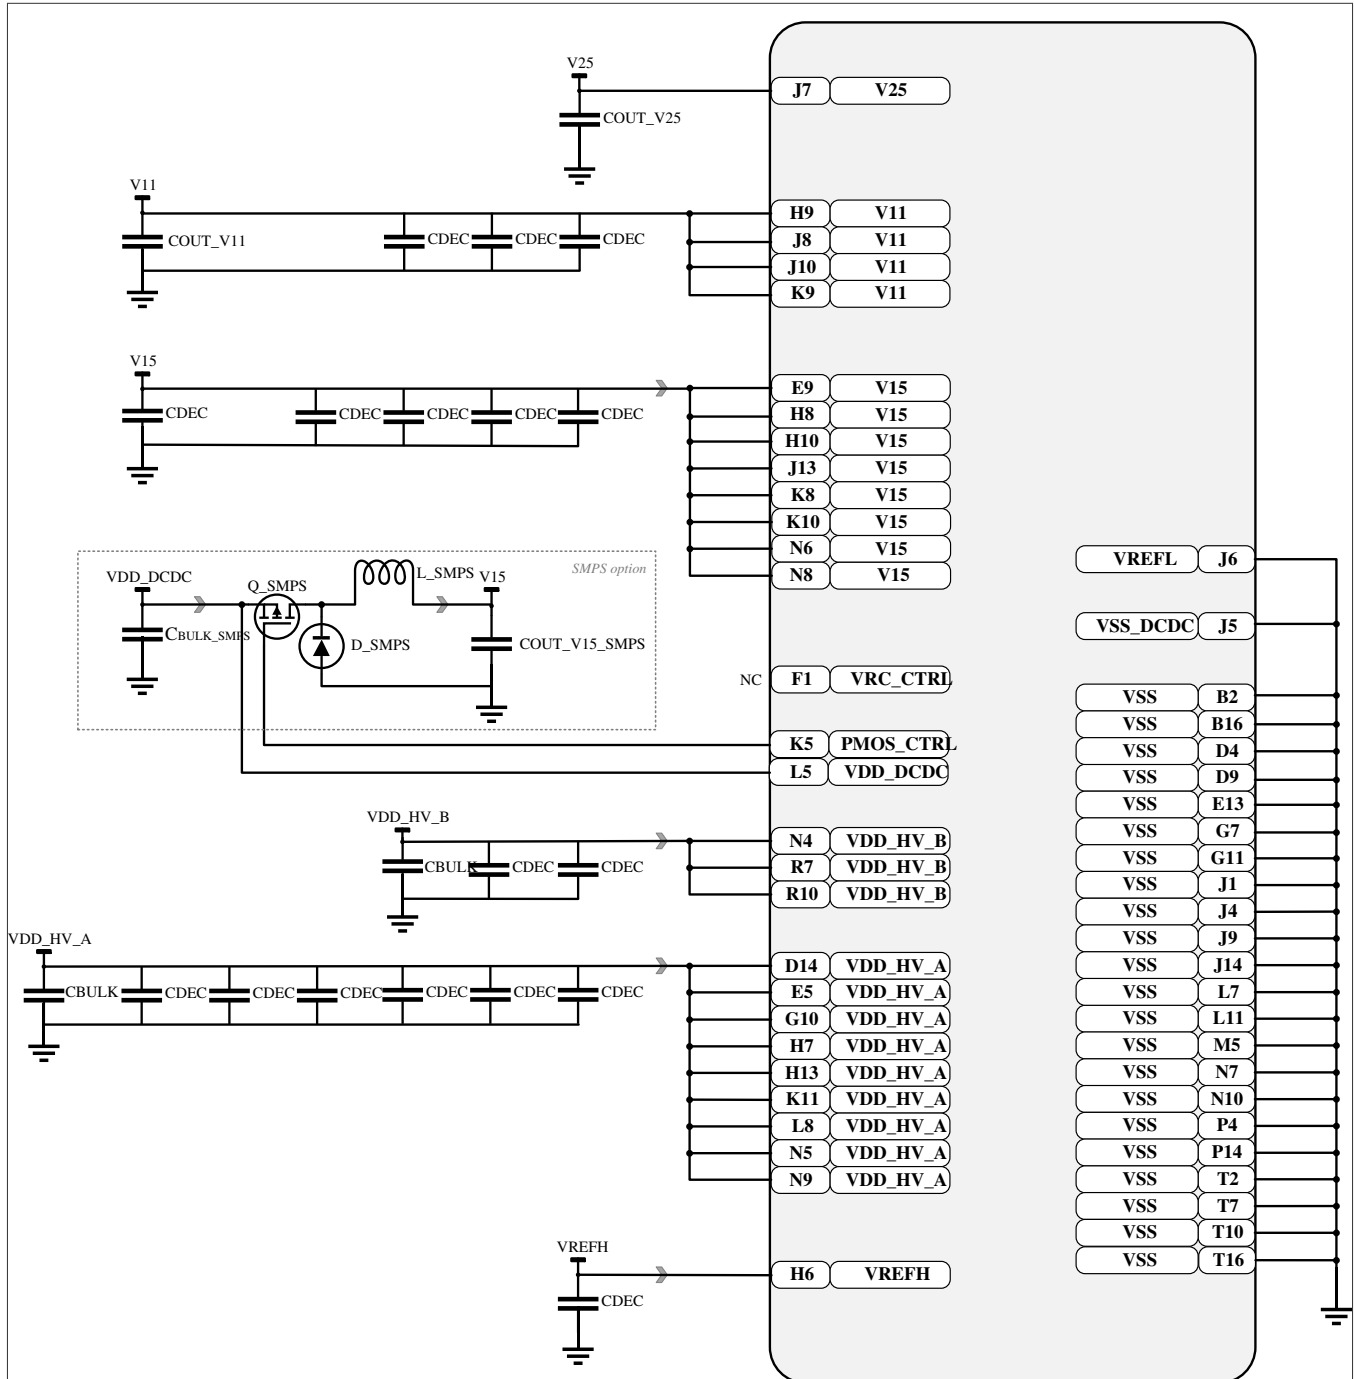 V25
J7 V25
COUT_V25
V11
H9 V11
COUT_V11 CDEC CDEC CDEC
J8 V11
J10 V11
K9 V11
V15
E9 V15
CDEC CDEC CDEC CDEC CDEC
H8 V15
H10 V15
J13 V15
K8 V15
K10 V15
N6 V15
N8 V15
VREFL J6
SMPS option
VDD_DCDC Q_SMPS L_SMPS V15
CBULK_SMPS D_SMPS COUT_V15_SMPS
VSS_DCDC J5
NC F1 VRC_CTRL
VSS B2
VSS B16
K5 PMOS_CTRL
VSS D4
L5 VDD_DCDC
VSS D9
VSS E13
VDD_HV_B
N4 VDD_HV_B
VSS G7
CBULK CDEC CDEC
R7 VDD_HV_B
VSS G11
R10 VDD_HV_B
VSS J1
VSS J4
VDD_HV_A
VSS J9
D14 VDD_HV_A
VSS J14
CBULK CDEC CDEC CDEC CDEC CDEC CDEC
E5 VDD_HV_A
VSS L7
G10 VDD_HV_A
VSS L11
H7 VDD_HV_A
VSS M5
H13 VDD_HV_A
VSS N7
K11 VDD_HV_A
VSS N10
L8 VDD_HV_A
VSS P4
N5 VDD_HV_A
VSS P14
N9 VDD_HV_A
VSS T2
VSS T7
VSS T10
VREFH
VSS T16
H6 VREFH
CDEC